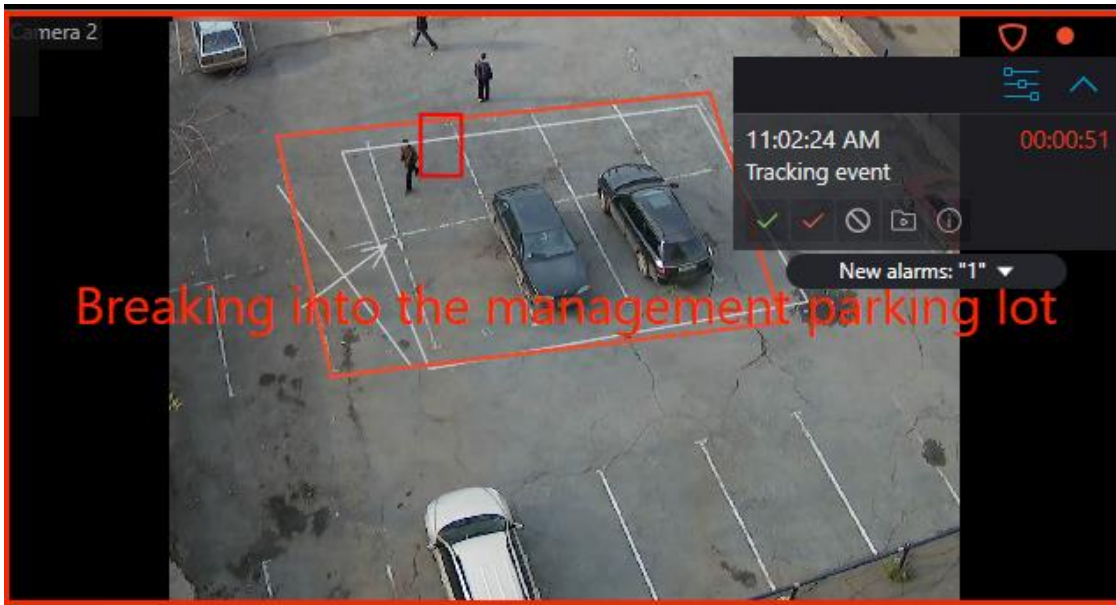 Camera 2
11:02:24 AM
00:00:51
Tracking event
New alarms: "1"
Breaking into the management parking lot